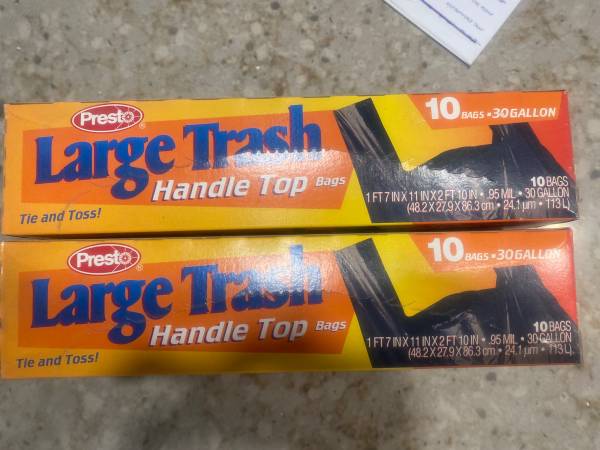 Presto®
Large Trash
Handle Top Bags
Tie and Toss!
10 BAGS • 30 GALLON
10 BAGS
1 FT 7 IN X 11 IN X 2 FT 10 IN • .95 MIL • 30 GALLON
(48.2 X 27.9 X 86.3 cm • 24.1 µm • 113 L)
Presto®
Large Trash
Handle Top Bags
Tie and Toss!
10 BAGS • 30 GALLON
10 BAGS
1 FT 7 IN X 11 IN X 2 FT 10 IN • .95 MIL • 30 GALLON
(48.2 X 27.9 X 86.3 cm • 24.1 µm • 113 L)